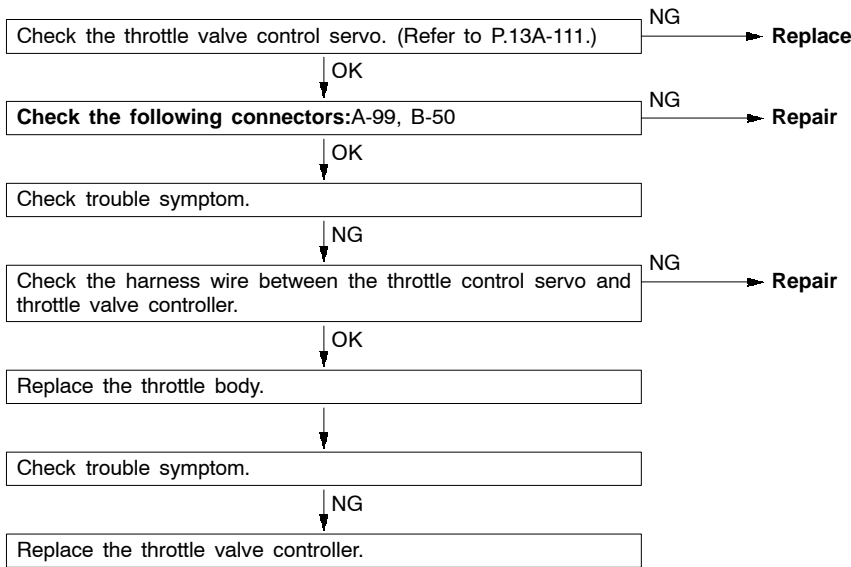 Check the throttle valve control servo. (Refer to P.13A-111.)
NG
Replace
OK
Check the following connectors:A-99, B-50
NG
Repair
OK
Check trouble symptom.
NG
Check the harness wire between the throttle control servo and
throttle valve controller.
NG
Repair
OK
Replace the throttle body.
Check trouble symptom.
NG
Replace the throttle valve controller.